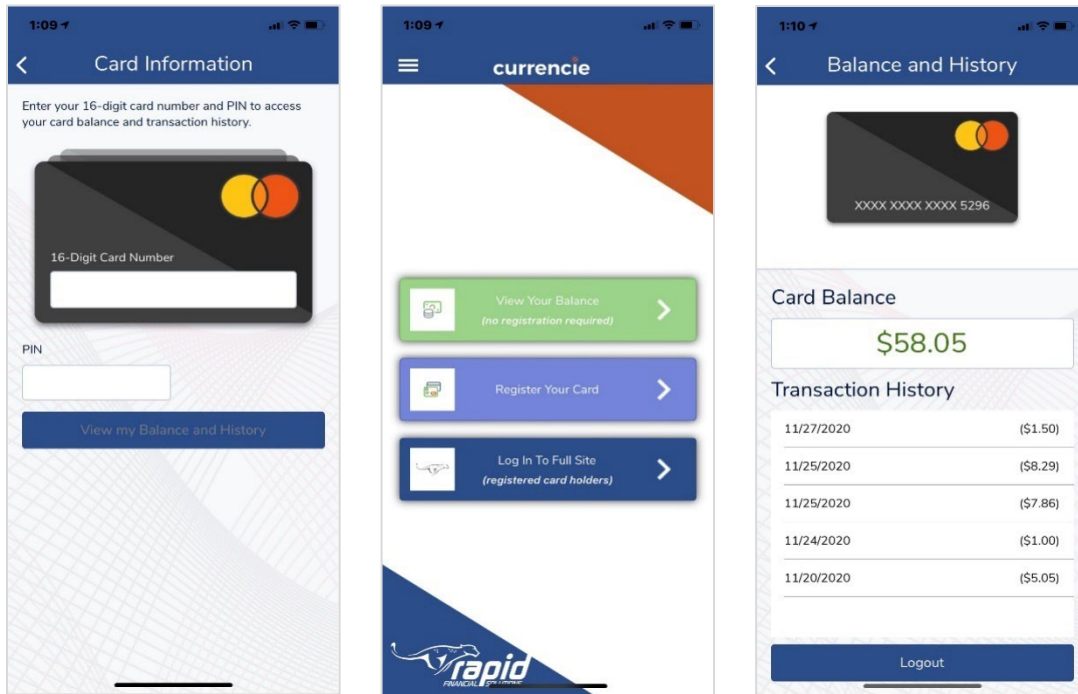 1:09
Card Information
Enter your 16-digit card number and PIN to access
your card balance and transaction history.
16-Digit Card Number
PIN
View my Balance and History
1:09
currencie
View Your Balance
(no registration required)
Register Your Card
Log In To Full Site
(registered card holders)
rapid
FINANCIAL SOLUTIONS
1:10
Balance and History
XXXX XXXX XXXX 5296
Card Balance
$58.05
Transaction History
11/27/2020 ($1.50)
11/25/2020 ($8.29)
11/25/2020 ($7.86)
11/24/2020 ($1.00)
11/20/2020 ($5.05)
Logout